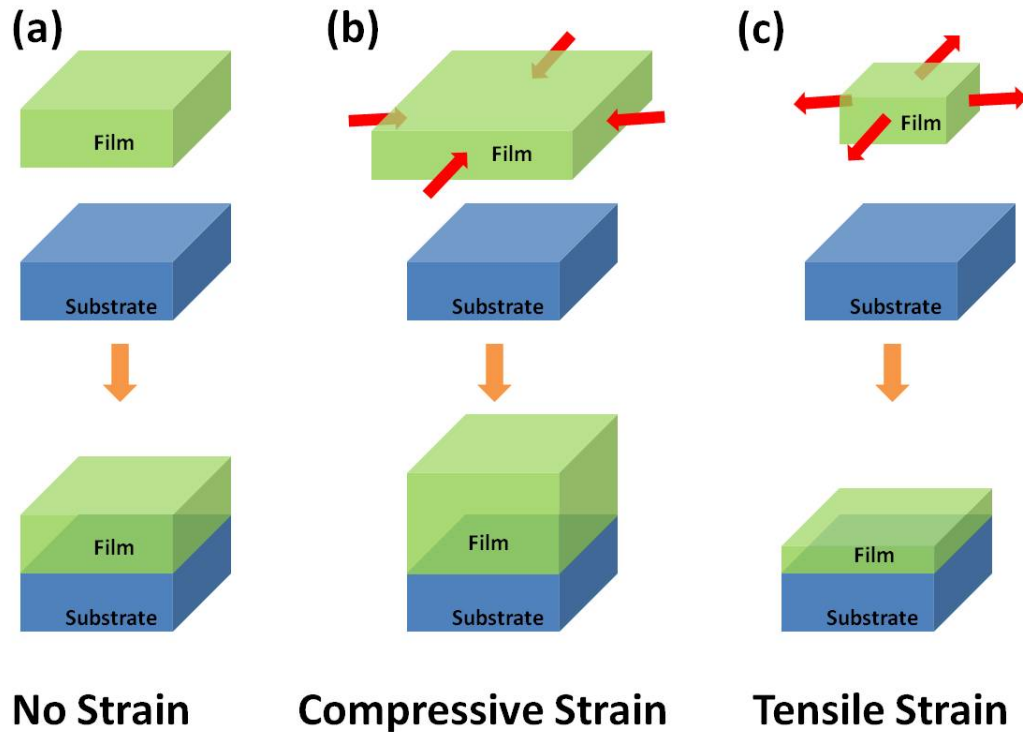 (a)
(b)
(c)
Film
Film
Film
Substrate
Substrate
Substrate
Film
Film
Film
Substrate
Substrate
Substrate
No Strain
Compressive Strain
Tensile Strain